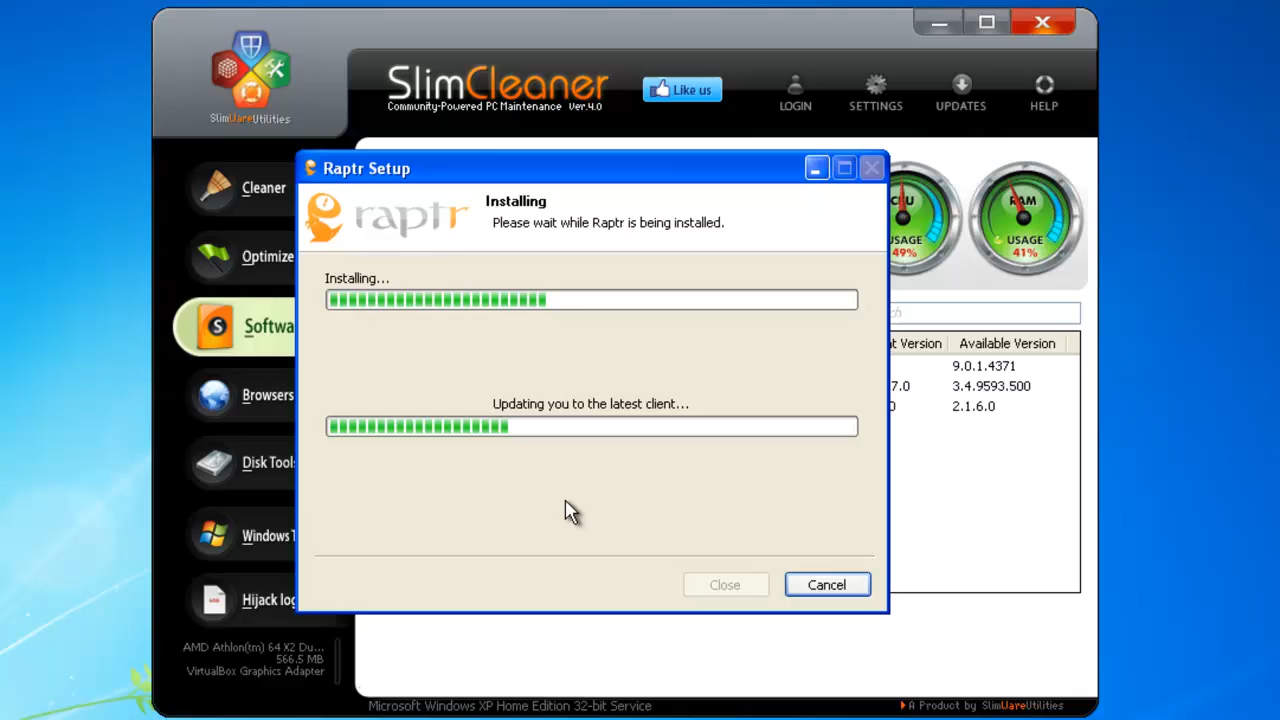 SlimWareUtilities
SlimCleaner
Community-Powered PC Maintenance Ver.4.0
Like us
LOGIN
SETTINGS
UPDATES
HELP
Cleaner
Optimize
Softwa
Browsers
Disk Tool
Windows T
Hijack log
AMD Athlon(tm) 64 X2 Du...
566.5 MB
VirtualBox Graphics Adapter
Raptr Setup
raptr
Installing
Please wait while Raptr is being installed.
Installing...
Updating you to the latest client...
Close
Cancel
CPU
USAGE
49%
RAM
USAGE
41%
ch
t Version
Available Version
9.0.1.4371
7.0
3.4.9593.500
0
2.1.6.0
Microsoft Windows XP Home Edition 32-bit Service
A Product by SlimWareUtilities